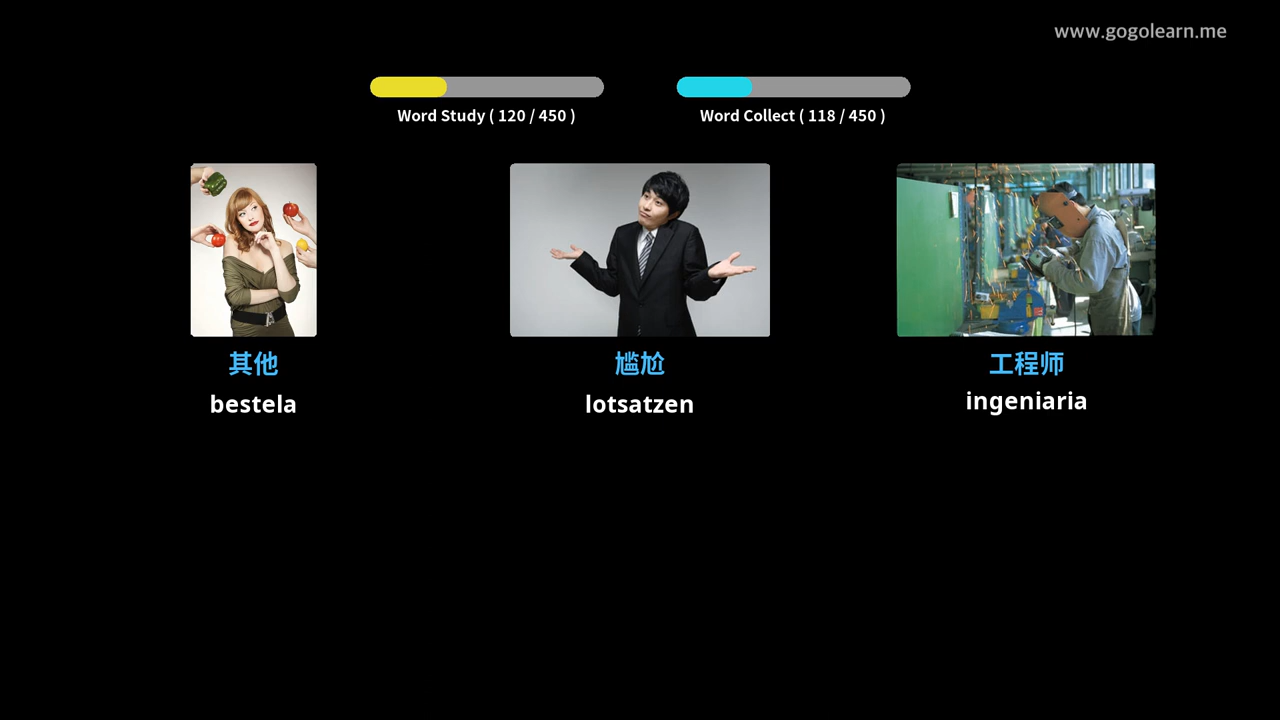 www.gogolearn.me
Word Study ( 120 / 450 )
Word Collect ( 118 / 450 )
其他
尴尬
工程师
bestela
lotsatzen
ingeniaria